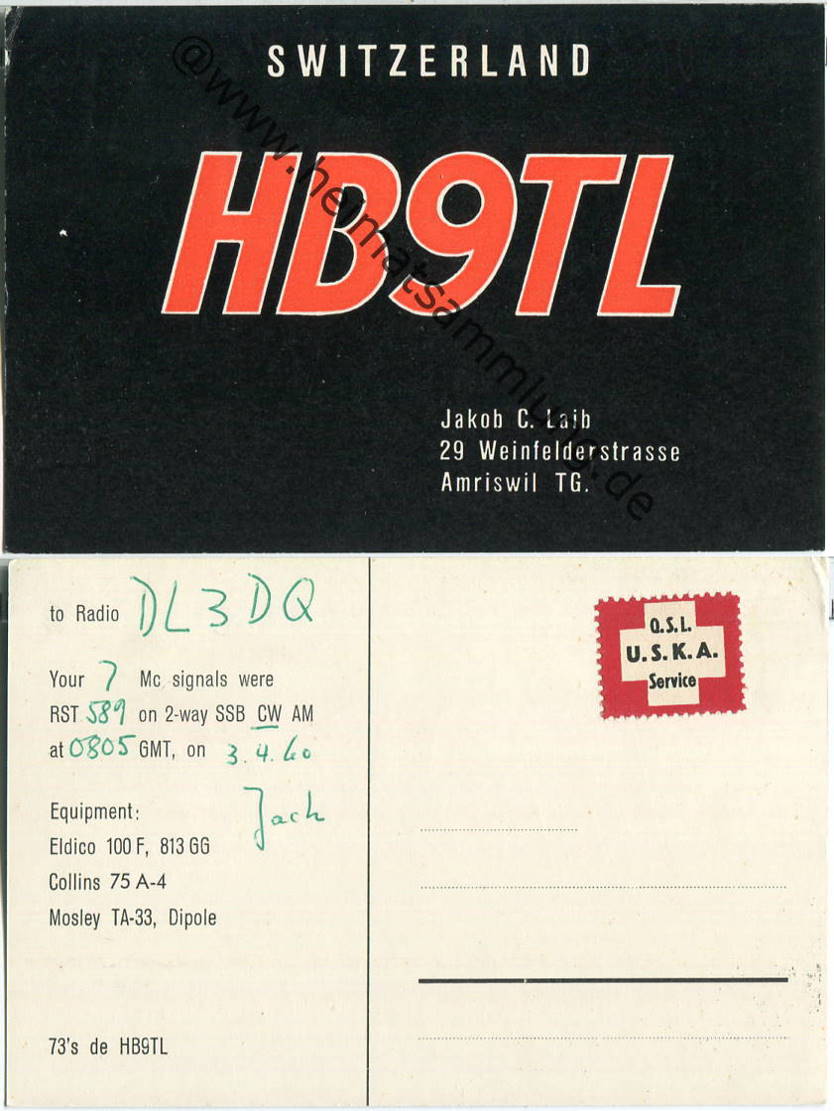 SWITZERLAND
HB9TL
@www.heimatsammlung.de
Jakob C. Laib
29 Weinfelderstrasse
Amriswil TG.
to Radio DL3DQ
Your 7 Mc signals were
RST 589 on 2-way SSB CW AM
at 0805 GMT, on 3.4.60
Equipment:
Jack
Eldico 100 F, 813 GG
Collins 75 A-4
Mosley TA-33, Dipole
73's de HB9TL
Q.S.L.
U.S.K.A.
Service